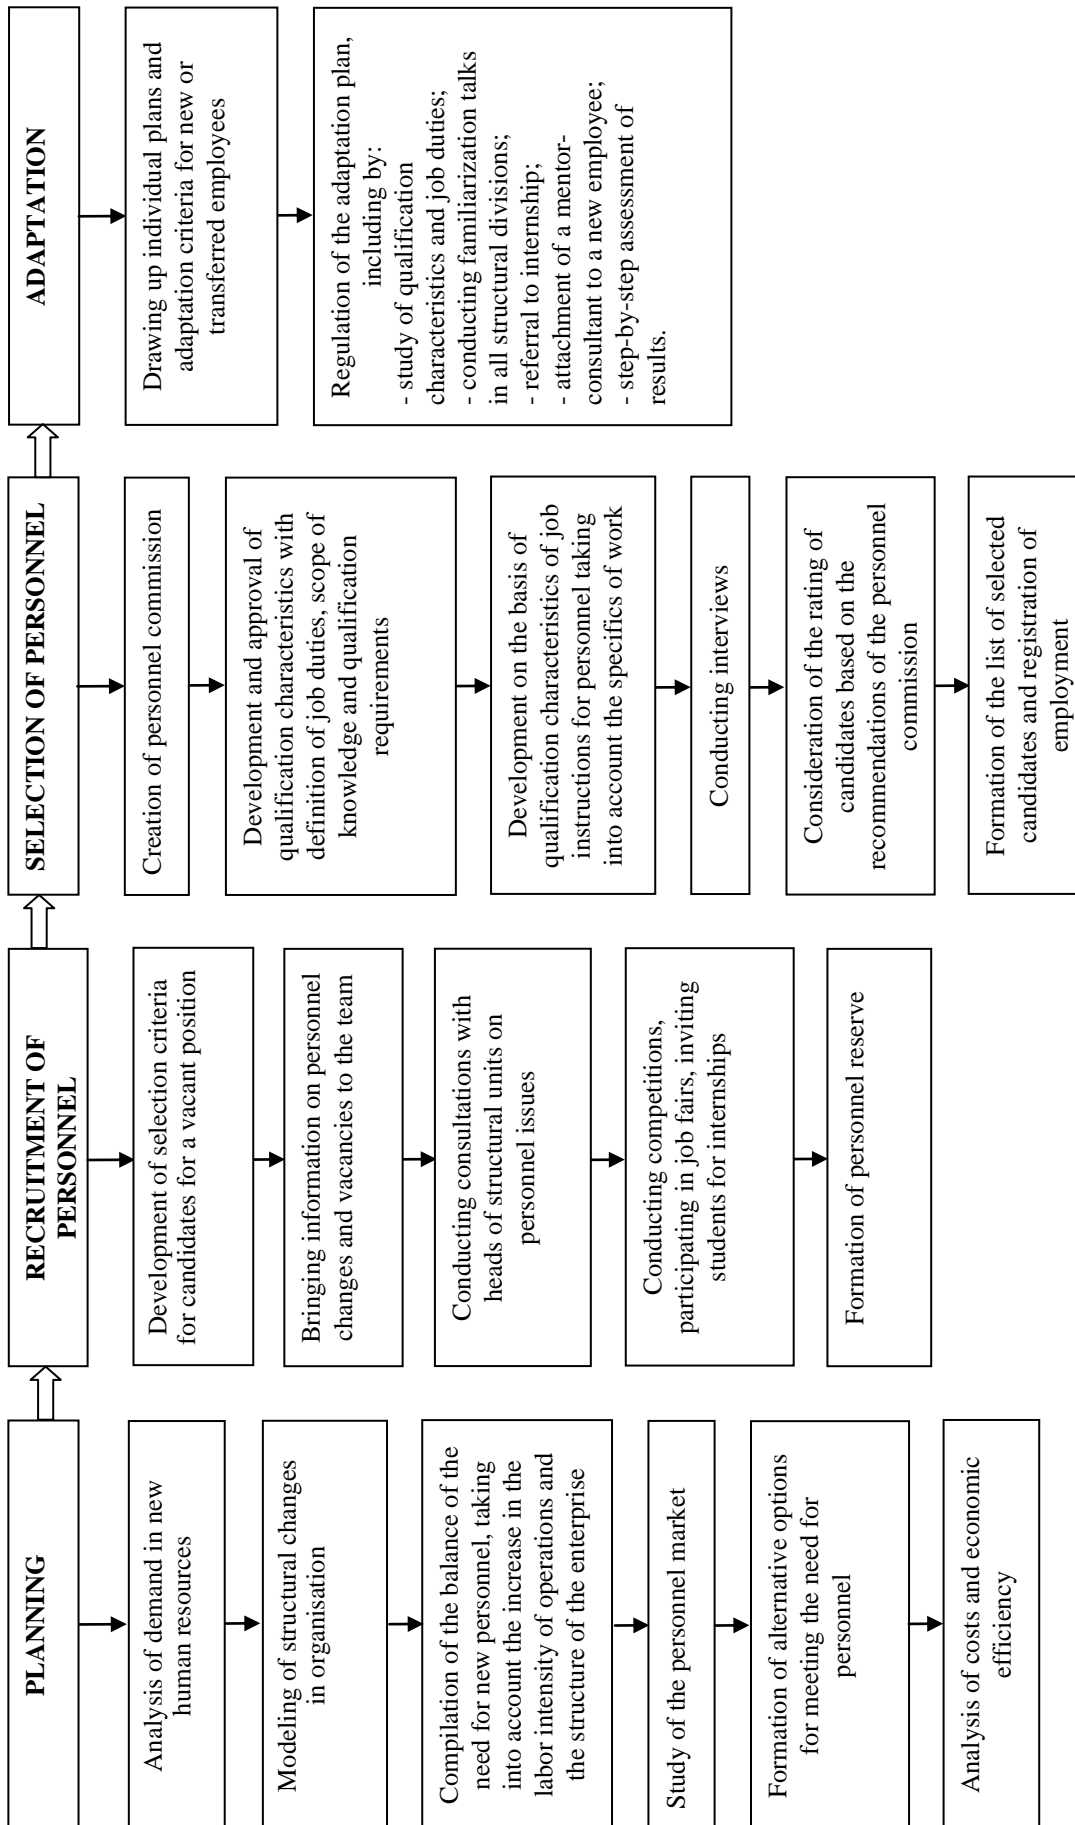 PLANNING
Analysis of demand in new
human resources
Modeling of structural changes
in organisation
Compilation of the balance of the
need for new personnel, taking
into account the increase in the
labor intensity of operations and
the structure of the enterprise
Study of the personnel market
Formation of alternative options
for meeting the need for
personnel
Analysis of costs and economic
efficiency
RECRUITMENT OF
PERSONNEL
Development of selection criteria
for candidates for a vacant position
Bringing information on personnel
changes and vacancies to the team
Conducting consultations with
heads of structural units on
personnel issues
Conducting competitions,
participating in job fairs, inviting
students for internships
Formation of personnel reserve
SELECTION OF PERSONNEL
Creation of personnel commission
Development and approval of
qualification characteristics with
definition of job duties, scope of
knowledge and qualification
requirements
Development on the basis of
qualification characteristics of job
instructions for personnel taking
into account the specifics of work
Conducting interviews
Consideration of the rating of
candidates based on the
recommendations of the personnel
commission
Formation of the list of selected
candidates and registration of
employment
ADAPTATION
Drawing up individual plans and
adaptation criteria for new or
transferred employees
Regulation of the adaptation plan,
including by:
- study of qualification
characteristics and job duties;
- conducting familiarization talks
in all structural divisions;
- referral to internship;
- attachment of a mentor-
consultant to a new employee;
- step-by-step assessment of
results.